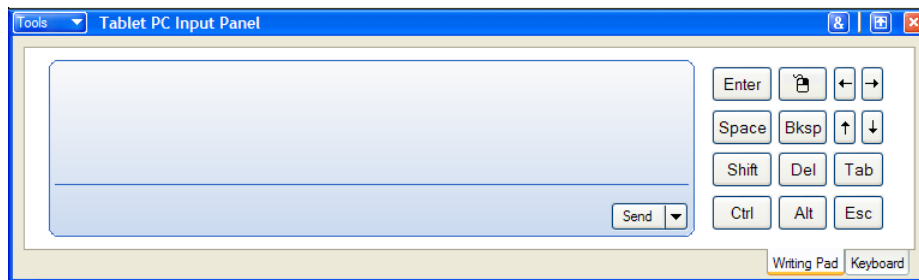 Tools Tablet PC Input Panel &
Enter ← →
Space Bksp ↑ ↓
Shift Del Tab
Send Ctrl Alt Esc
Writing Pad Keyboard